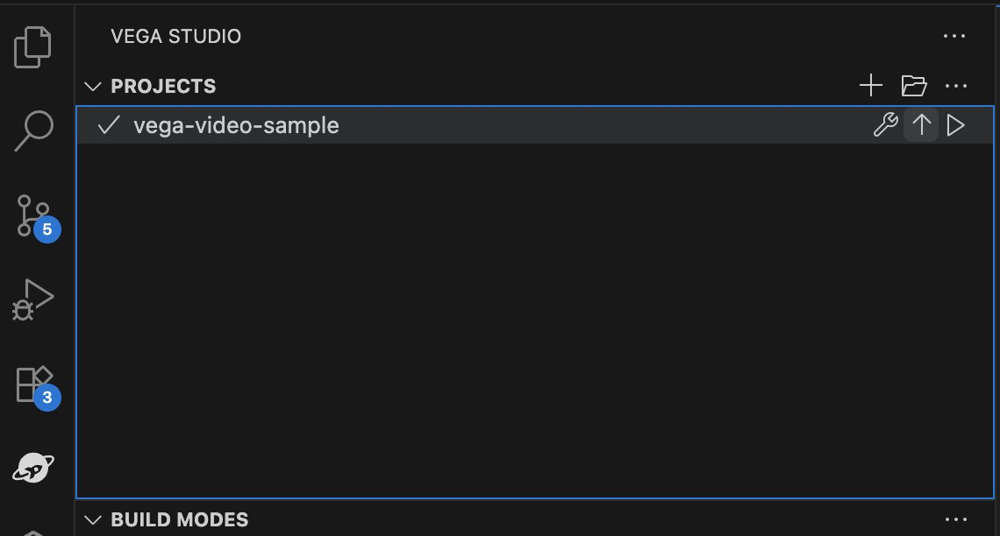 VEGA STUDIO
PROJECTS
vega-video-sample
5
3
BUILD MODES